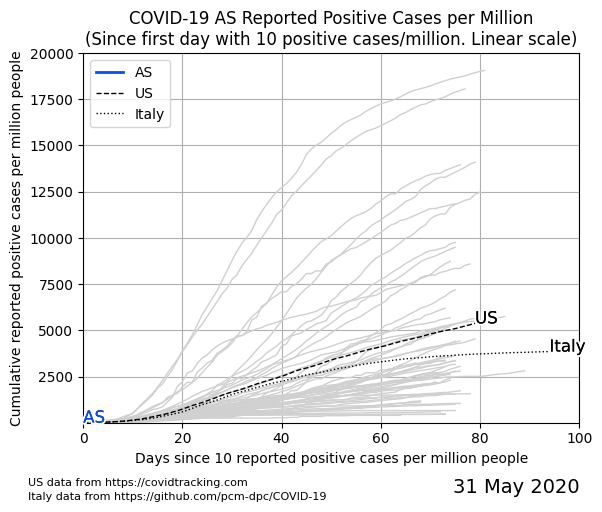 COVID-19 AS Reported Positive Cases per Million
(Since first day with 10 positive cases/million. Linear scale)
Cumulative reported positive cases per million people
20000
17500
15000
12500
10000
7500
5000
2500
AS
US
Italy
US
Italy
AS
0
20
40
60
80
100
Days since 10 reported positive cases per million people
US data from https://covidtracking.com
Italy data from https://github.com/pcm-dpc/COVID-19
31 May 2020